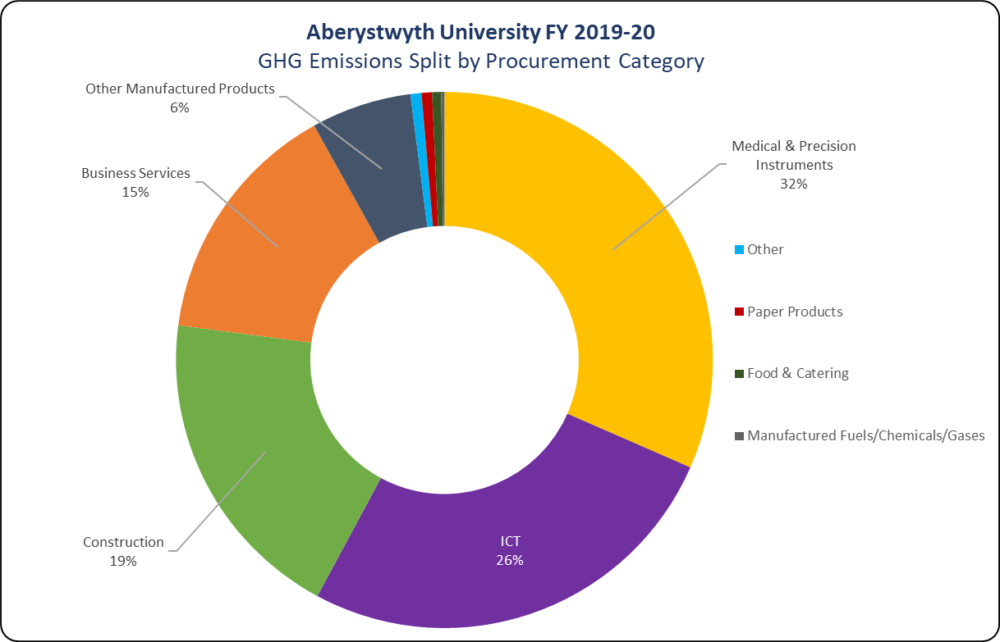 Aberystwyth University FY 2019-20
GHG Emissions Split by Procurement Category
Other Manufactured Products
6%
Medical & Precision
Instruments
32%
Business Services
15%
Other
Paper Products
Food & Catering
Manufactured Fuels/Chemicals/Gases
Construction
19%
ICT
26%